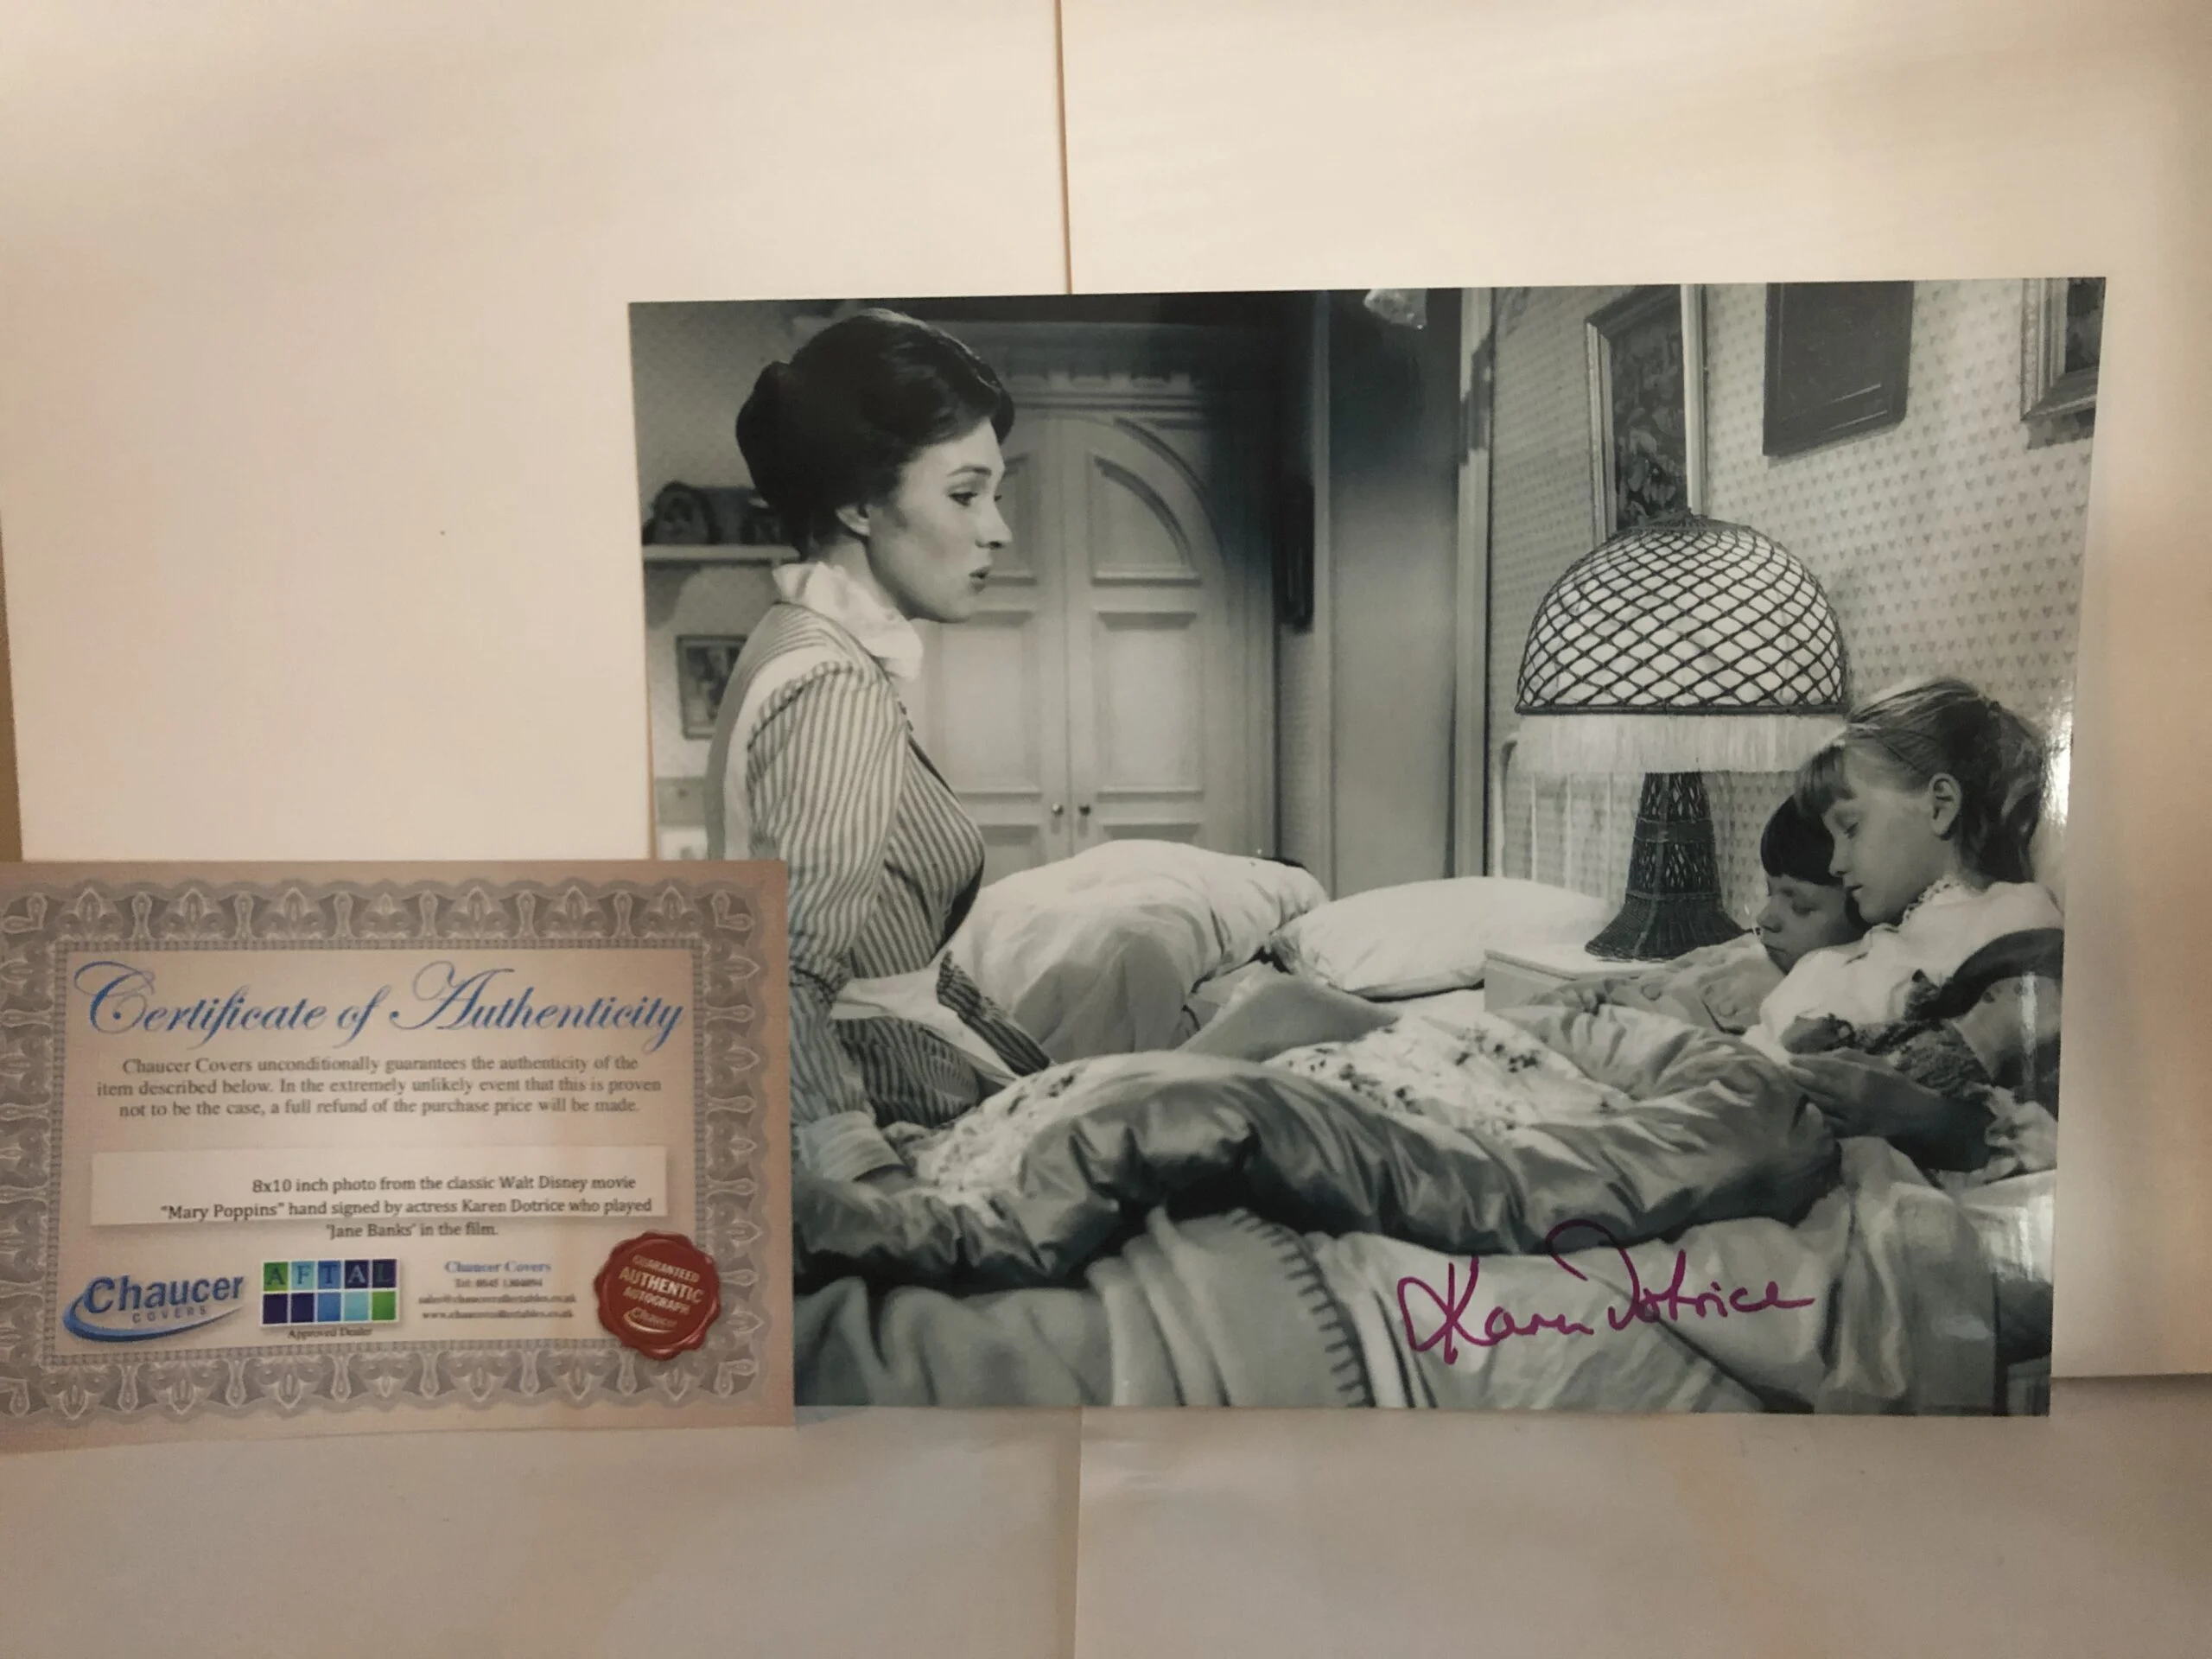 Certificate of Authenticity
Chaucer Covers unconditionally guarantees the authenticity of the
item described below. In the extremely unlikely event that this is proven
not to be the case, a full refund of the purchase price will be made.
8x10 inch photo from the classic Walt Disney movie
"Mary Poppins" hand signed by actress Karen Dotrice who played
"Jane Banks" in the film.
Chaucer
COVERS
AFTAL
Approved Dealer
Chaucer Covers
GUARANTEED
AUTHENTIC
AUTOGRAPH
Chaucer
Karen Dotrice